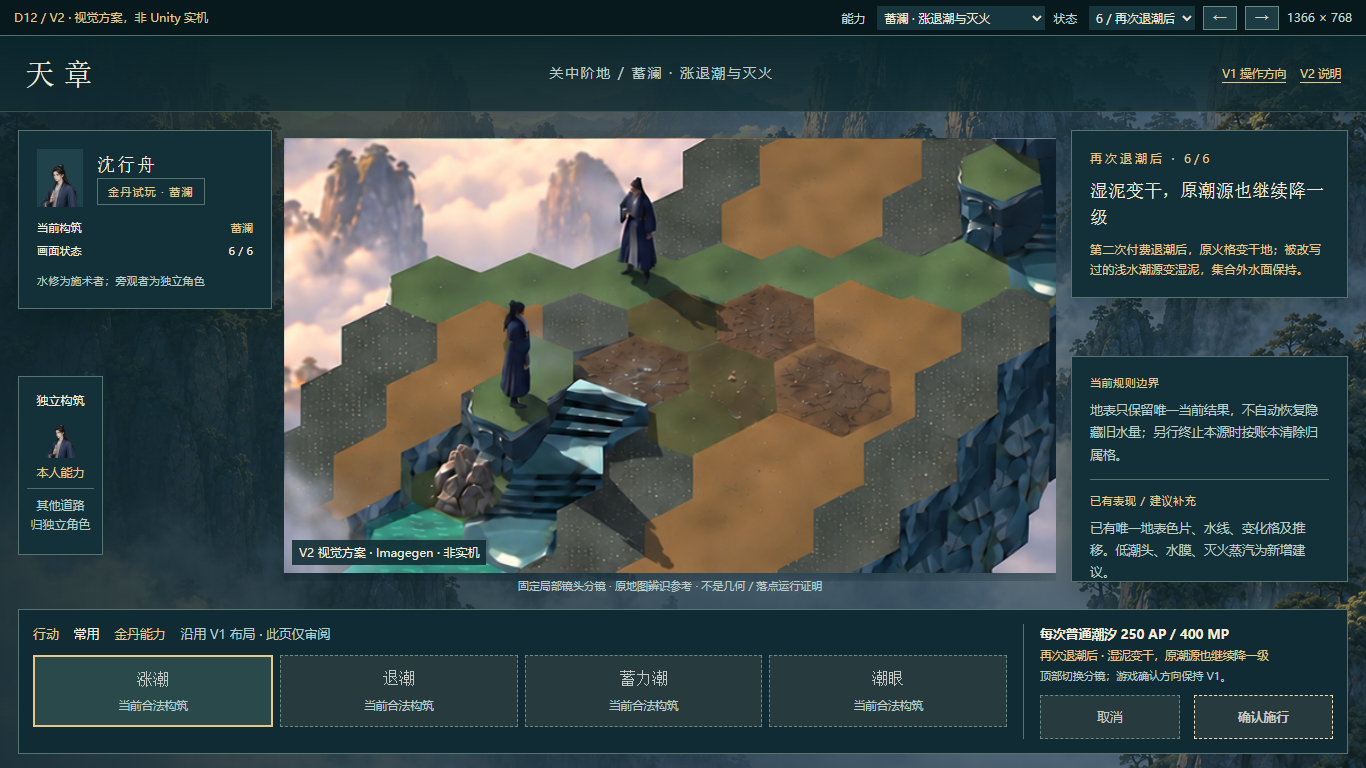 D12 / V2 · 视觉方案，非 Unity 实机
能力 蓄澜 · 涨退潮与灭火 状态 6 / 再次退潮后 ← → 1366 × 768
天章
关中阶地 / 蓄澜 · 涨退潮与灭火
V1 操作方向 V2 说明
沈行舟
金丹试玩 · 蓄澜
当前构筑 蓄澜
画面状态 6 / 6
水修为施术者；旁观者为独立角色
独立构筑
本人能力
其他道路
归独立角色
V2 视觉方案 · Imagegen · 非实机
固定局部镜头分镜 · 原地图辨识参考 · 不是几何 / 落点运行证明
再次退潮后 · 6 / 6
湿泥变干，原潮源也继续降一
级
第二次付费退潮后，原火格变干地；被改写
过的浅水潮源变湿泥，集合外水面保持。
当前规则边界
地表只保留唯一当前结果，不自动恢复隐
藏旧水量；另行终止本源时按账本清除归
属格。
已有表现 / 建议补充
已有唯一地表色片、水线、变化格及推
移。低潮头、水膜、灭火蒸汽为新增建
议。
行动 常用 金丹能力 沿用 V1 布局 · 此页仅审阅
涨潮
当前合法构筑
退潮
当前合法构筑
蓄力潮
当前合法构筑
潮眼
当前合法构筑
每次普通潮汐 250 AP / 400 MP
再次退潮后 · 湿泥变干，原潮源也继续降一级
顶部切换分镜；游戏确认方向保持 V1。
取消
确认施行